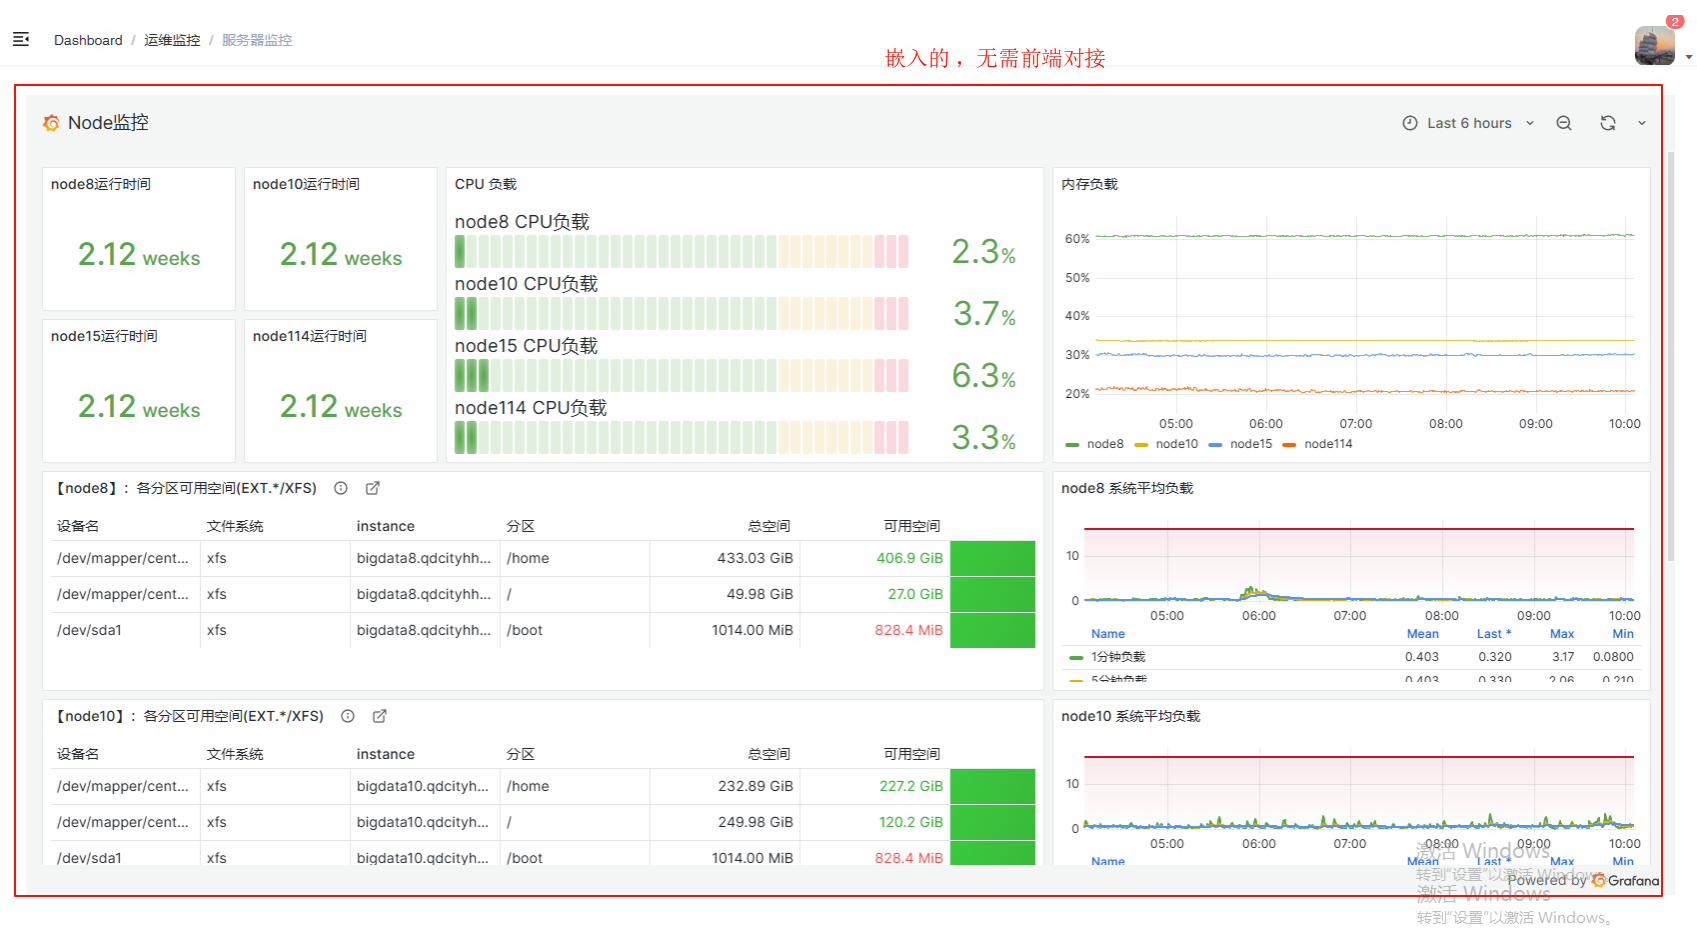 Dashboard / 运维监控 / 服务器监控
2
嵌入的，无需前端对接
Node监控
Last 6 hours
node8运行时间
2.12 weeks
node10运行时间
2.12 weeks
node15运行时间
2.12 weeks
node114运行时间
2.12 weeks
CPU 负载
node8 CPU负载
2.3%
node10 CPU负载
3.7%
node15 CPU负载
6.3%
node114 CPU负载
3.3%
内存负载
60%
50%
40%
30%
20%
05:00 06:00 07:00 08:00 09:00 10:00
node8 node10 node15 node114
【node8】: 各分区可用空间(EXT.*/XFS)
设备名 文件系统 instance 分区 总空间 可用空间
/dev/mapper/cent... xfs bigdata8.qdcityhh... /home 433.03 GiB 406.9 GiB
/dev/mapper/cent... xfs bigdata8.qdcityhh... / 49.98 GiB 27.0 GiB
/dev/sda1 xfs bigdata8.qdcityhh... /boot 1014.00 MiB 828.4 MiB
node8 系统平均负载
10
0
05:00 06:00 07:00 08:00 09:00 10:00
Name Mean Last * Max Min
1分钟负载 0.403 0.320 3.17 0.0800
5分钟负载 0.403 0.330 2.06 0.210
【node10】: 各分区可用空间(EXT.*/XFS)
设备名 文件系统 instance 分区 总空间 可用空间
/dev/mapper/cent... xfs bigdata10.qdcityh... /home 232.89 GiB 227.2 GiB
/dev/mapper/cent... xfs bigdata10.qdcityh... / 249.98 GiB 120.2 GiB
/dev/sda1 xfs bigdata10.qdcityh... /boot 1014.00 MiB 828.4 MiB
node10 系统平均负载
10
0
05:00 06:00 07:00 08:00 09:00 10:00
Name Mean Last * Max Min
激活 Windows
转到“设置”以激活 Windows。
Powered by Grafana
激活 Windows
转到“设置”以激活 Windows。